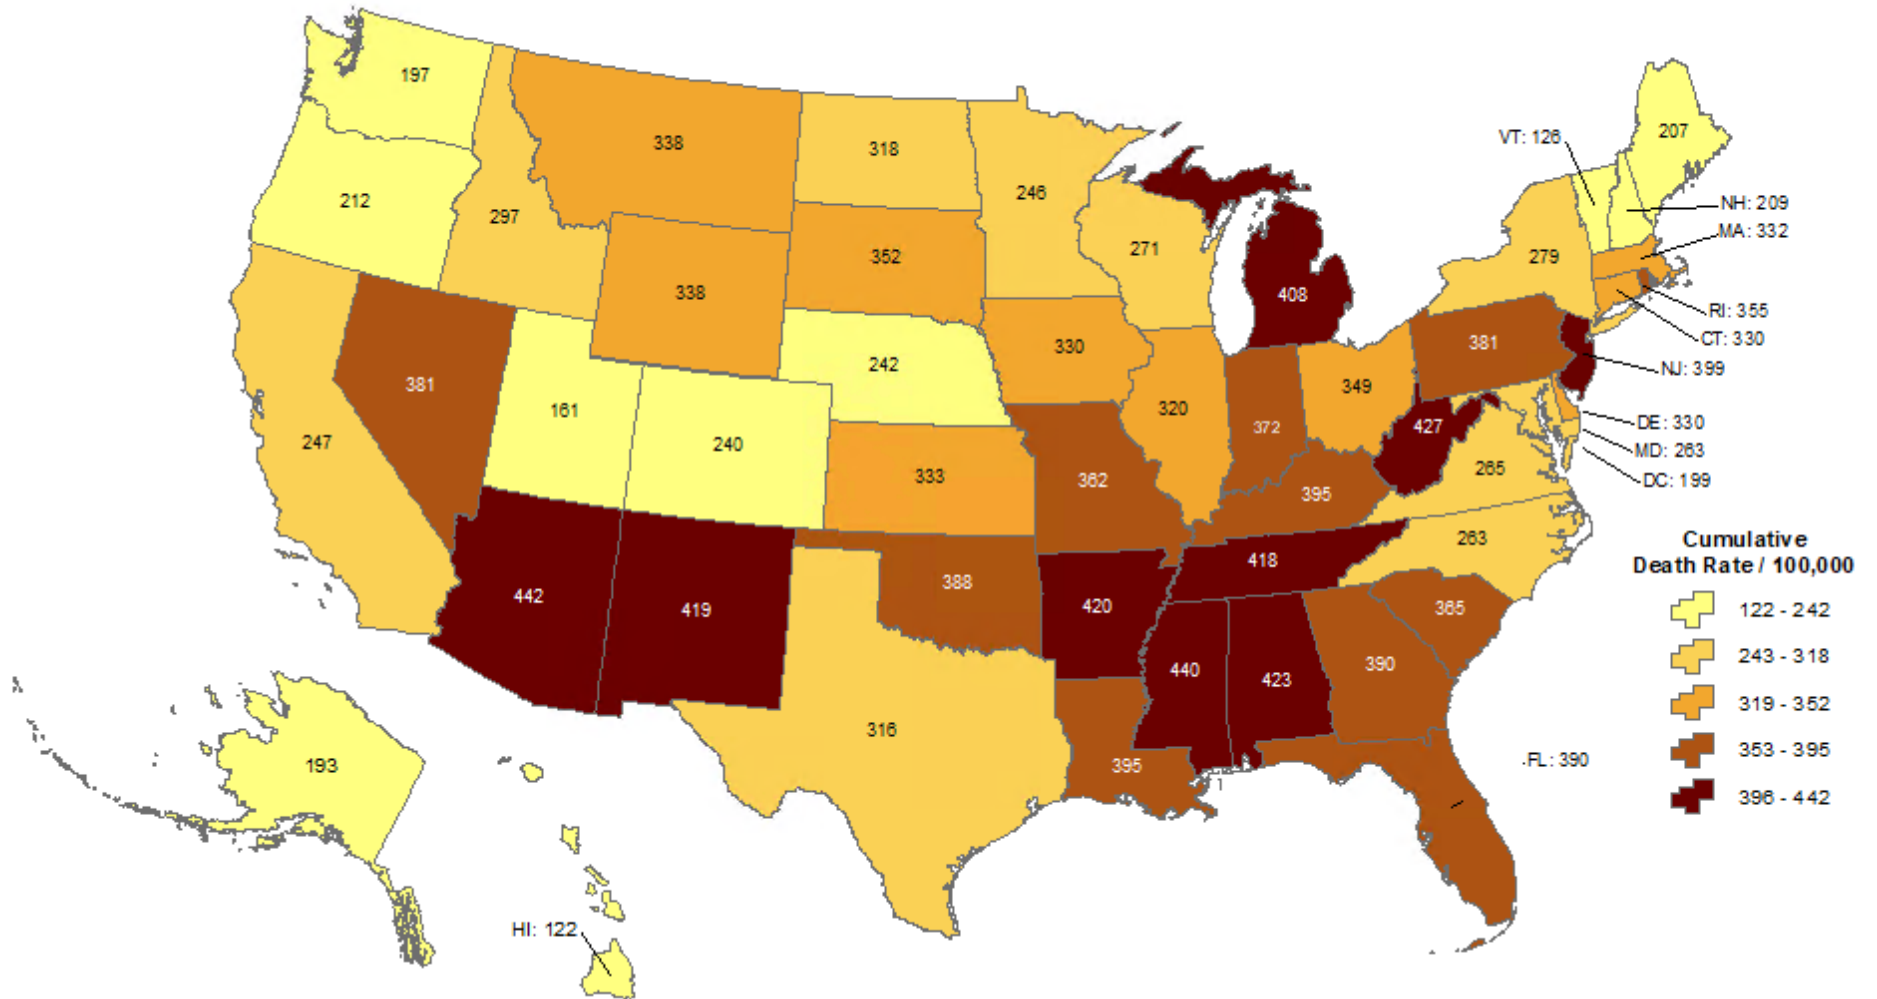 197
207
VT: 126
338
318
246
212
297
NH: 209
MA: 332
271
279
352
338
408
RI: 355
CT: 330
330
381
242
349
NJ: 399
381
161
320
DE: 330
372
427
247
240
MD: 263
265
333
362
DC: 199
395
263
Cumulative
Death Rate / 100,000
418
388
442
419
420
365
122 - 242
440
390
423
243 - 318
319 - 352
316
353 - 395
FL: 390
193
395
396 - 442
HI: 122